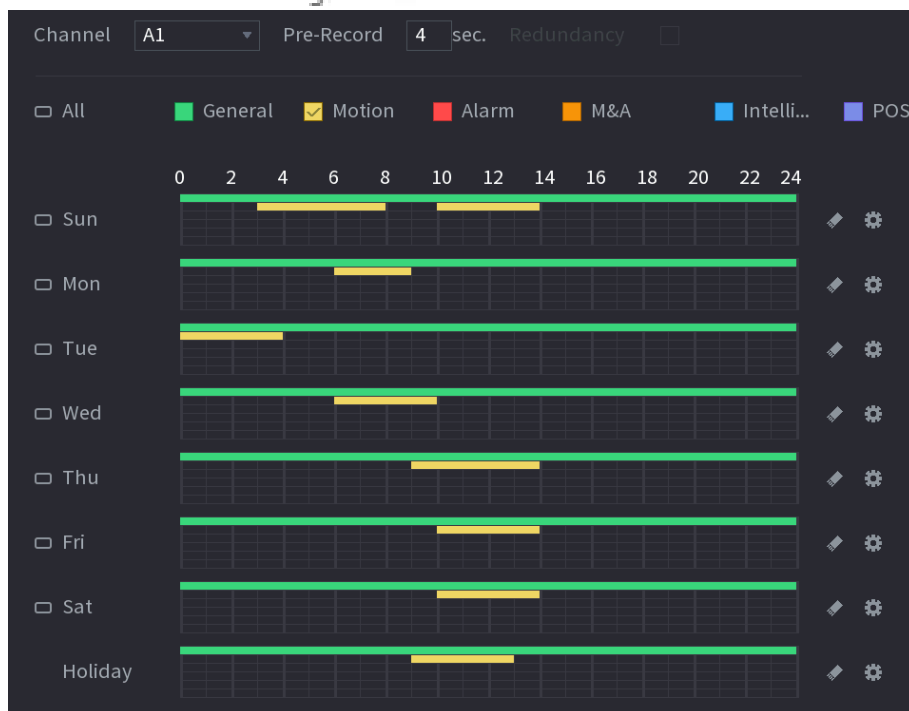 Channel A1 Pre-Record 4 sec. Redundancy
All General Motion Alarm M&A Intelli... POS
0 2 4 6 8 10 12 14 16 18 20 22 24
Sun
Mon
Tue
Wed
Thu
Fri
Sat
Holiday